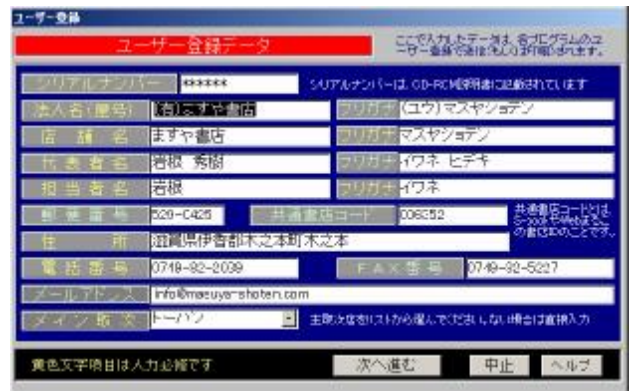 ユーザー登録
ユーザー登録データ
ここで入力したデータは、各プログラムのユーザー登録で送信もしくは印刷されます。
シリアルナンバー ******
シリアルナンバーは、CD-ROM説明書に記載されています
法人名(屋号) (有)ますや書店 フリガナ (ユウ)マスヤショテン
店舗名 ますや書店 フリガナ マスヤショテン
代表者名 岩根 秀樹 フリガナ イワネ ヒデキ
担当者名 岩根 フリガナ イワネ
郵便番号 529-0425 共通書店コード 006352
共通書店コードとは
の書店IDのことです。
住所 滋賀県伊香郡木之本町木之本
電話番号 0749-82-2039 FAX番号 0749-82-5227
メールアドレス info@masuya-shoten.com
メイン取次 トーハン
主取次店をリストから選んでください。ない場合は直接入力
黄色文字項目は入力必修です
次へ進む 中止 ヘルプ